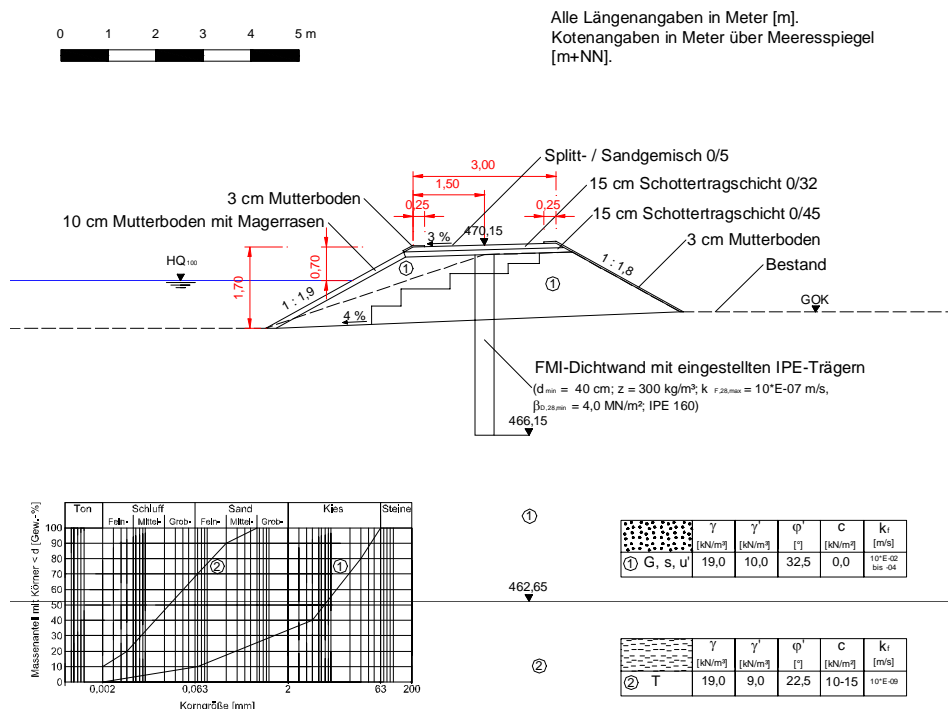 Alle Längenangaben in Meter [m].
Kotenangaben in Meter über Meeresspiegel
[m+NN].
0 1 2 3 4 5 m
3,00
1,50
0,25
0,25
Splitt- / Sandgemisch 0/5
15 cm Schottertragschicht 0/32
15 cm Schottertragschicht 0/45
3 cm Mutterboden
10 cm Mutterboden mit Magerrasen
3 cm Mutterboden
Bestand
3 %
470,15
HQ100
0,70
1,70
1 : 1,9
1 : 1,8
①
①
4 %
GOK
FMI-Dichtwand mit eingestellten IPE-Trägern
(d min = 40 cm; z = 300 kg/m³; k F,28,max = 10*E-07 m/s,
βD,28,min = 4,0 MN/m²; IPE 160)
466,15
Ton Schluff Sand Kies Steine
Fein- Mittel- Grob- Fein- Mittel- Grob-
Massenanteil mit Körner < d [Gew.-%]
100
90
80
70
60
50
40
30
20
10
0
② ①
0,002 0,063 2 63 200
Korngröße [mm]
①
462,65
②
γ γ' φ' c kf
[kN/m³] [kN/m³] [°] [kN/m²] [m/s]
① G, s, u' 19,0 10,0 32,5 0,0 10*E-02
bis -04
γ γ' φ' c kf
[kN/m³] [kN/m³] [°] [kN/m²] [m/s]
② T 19,0 9,0 22,5 10-15 10*E-09